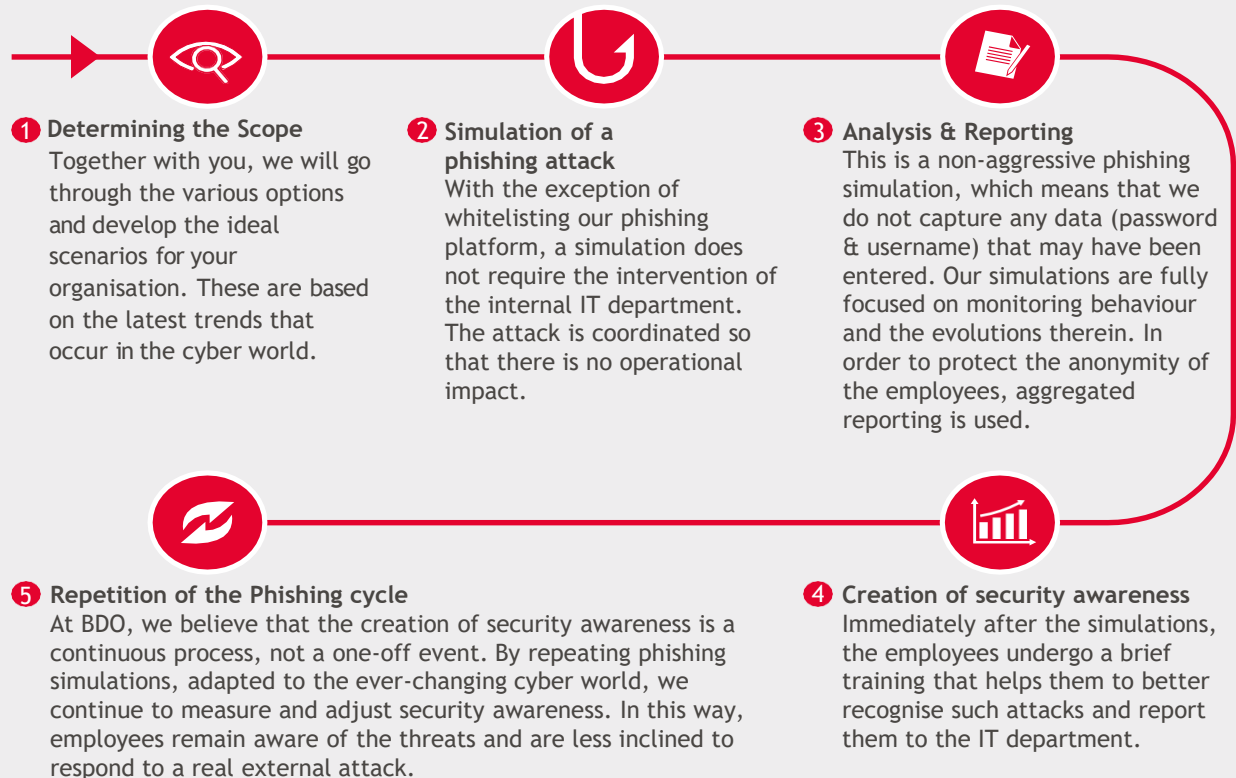 1 Determining the Scope
Together with you, we will go
through the various options
and develop the ideal
scenarios for your
organisation. These are based
on the latest trends that
occur in the cyber world.
2 Simulation of a
phishing attack
With the exception of
whitelisting our phishing
platform, a simulation does
not require the intervention of
the internal IT department.
The attack is coordinated so
that there is no operational
impact.
3 Analysis & Reporting
This is a non-aggressive phishing
simulation, which means that we
do not capture any data (password
& username) that may have been
entered. Our simulations are fully
focused on monitoring behaviour
and the evolutions therein. In
order to protect the anonymity of
the employees, aggregated
reporting is used.
4 Creation of security awareness
Immediately after the simulations,
the employees undergo a brief
training that helps them to better
recognise such attacks and report
them to the IT department.
5 Repetition of the Phishing cycle
At BDO, we believe that the creation of security awareness is a
continuous process, not a one-off event. By repeating phishing
simulations, adapted to the ever-changing cyber world, we
continue to measure and adjust security awareness. In this way,
employees remain aware of the threats and are less inclined to
respond to a real external attack.